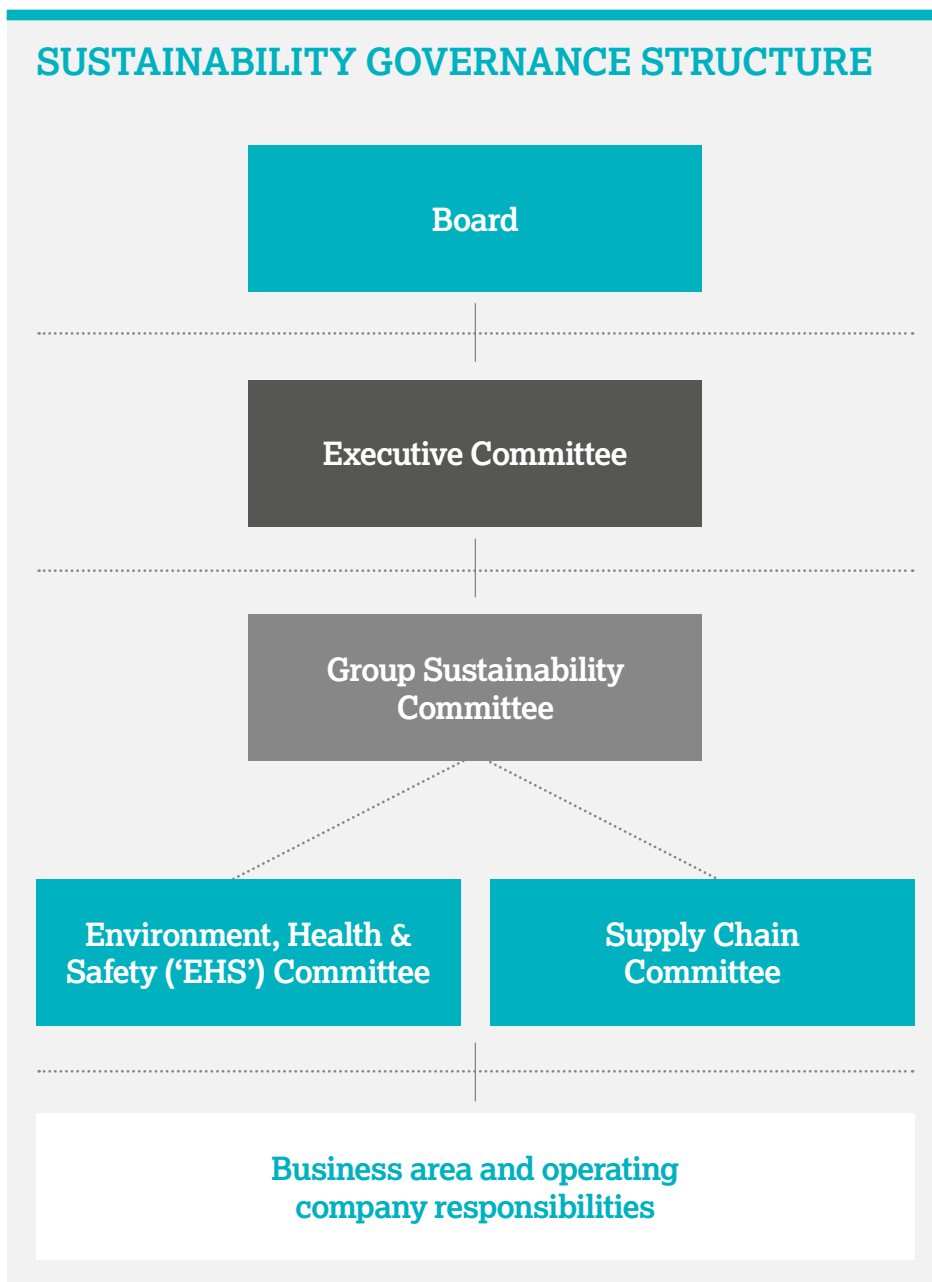 SUSTAINABILITY GOVERNANCE STRUCTURE
Board
Executive Committee
Group Sustainability
Committee
Environment, Health &
Safety (‘EHS’) Committee
Supply Chain
Committee
Business area and operating
company responsibilities